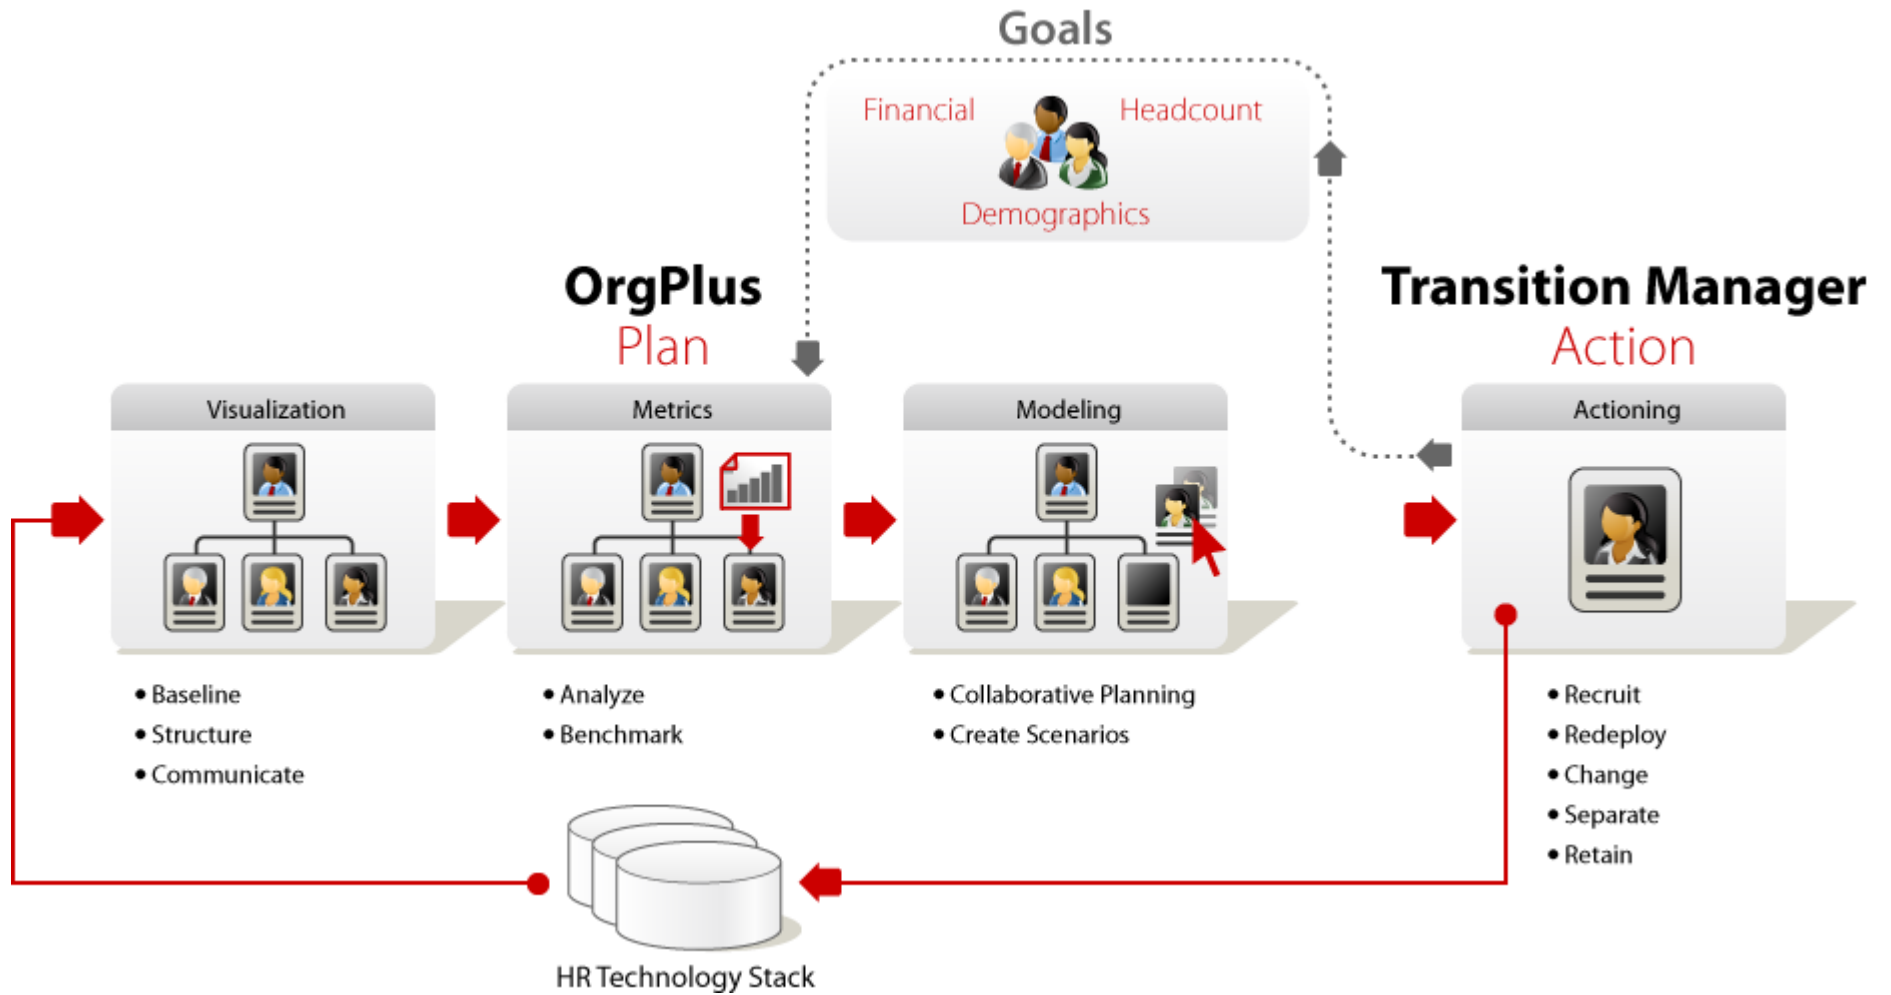 Goals
Financial
Headcount
Demographics
OrgPlus
Plan
Transition Manager
Action
Visualization
Metrics
Modeling
Actioning
• Baseline
• Structure
• Communicate
• Analyze
• Benchmark
• Collaborative Planning
• Create Scenarios
• Recruit
• Redeploy
• Change
• Separate
• Retain
HR Technology Stack